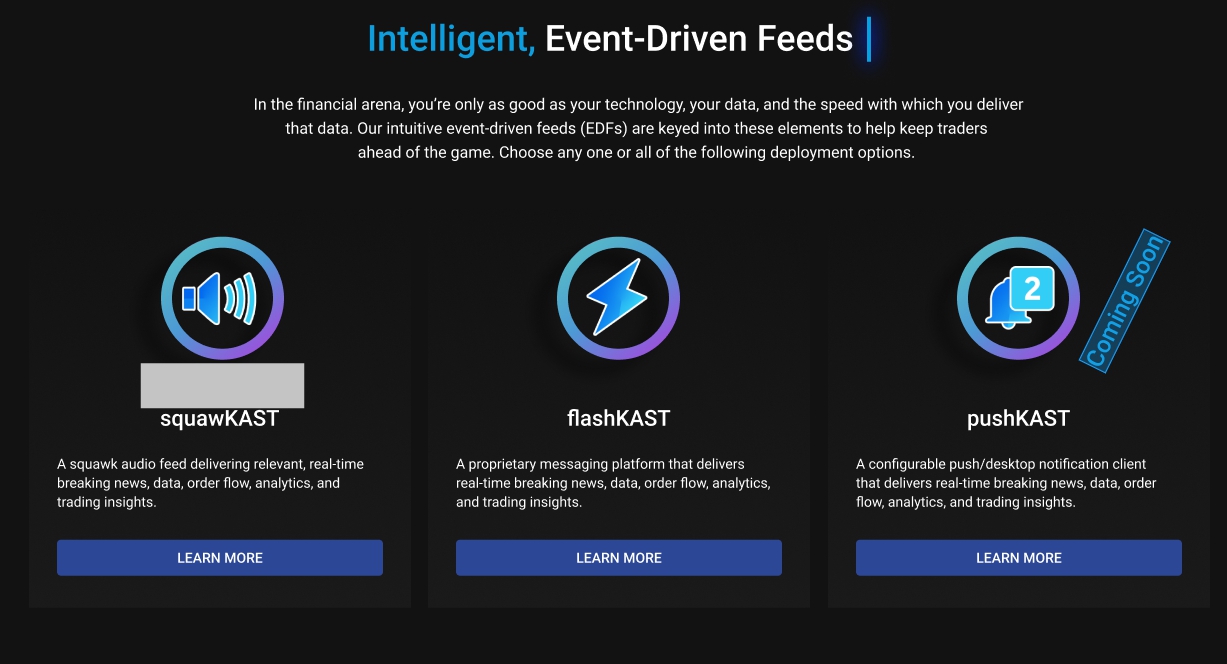 Intelligent, Event-Driven Feeds
In the financial arena, you’re only as good as your technology, your data, and the speed with which you deliver
that data. Our intuitive event-driven feeds (EDFs) are keyed into these elements to help keep traders
ahead of the game. Choose any one or all of the following deployment options.
2
Coming Soon
squawKAST
flashKAST
pushKAST
A squawk audio feed delivering relevant, real-time
breaking news, data, order flow, analytics, and
trading insights.
A proprietary messaging platform that delivers
real-time breaking news, data, order flow, analytics,
and trading insights.
A configurable push/desktop notification client
that delivers real-time breaking news, data, order
flow, analytics, and trading insights.
LEARN MORE
LEARN MORE
LEARN MORE